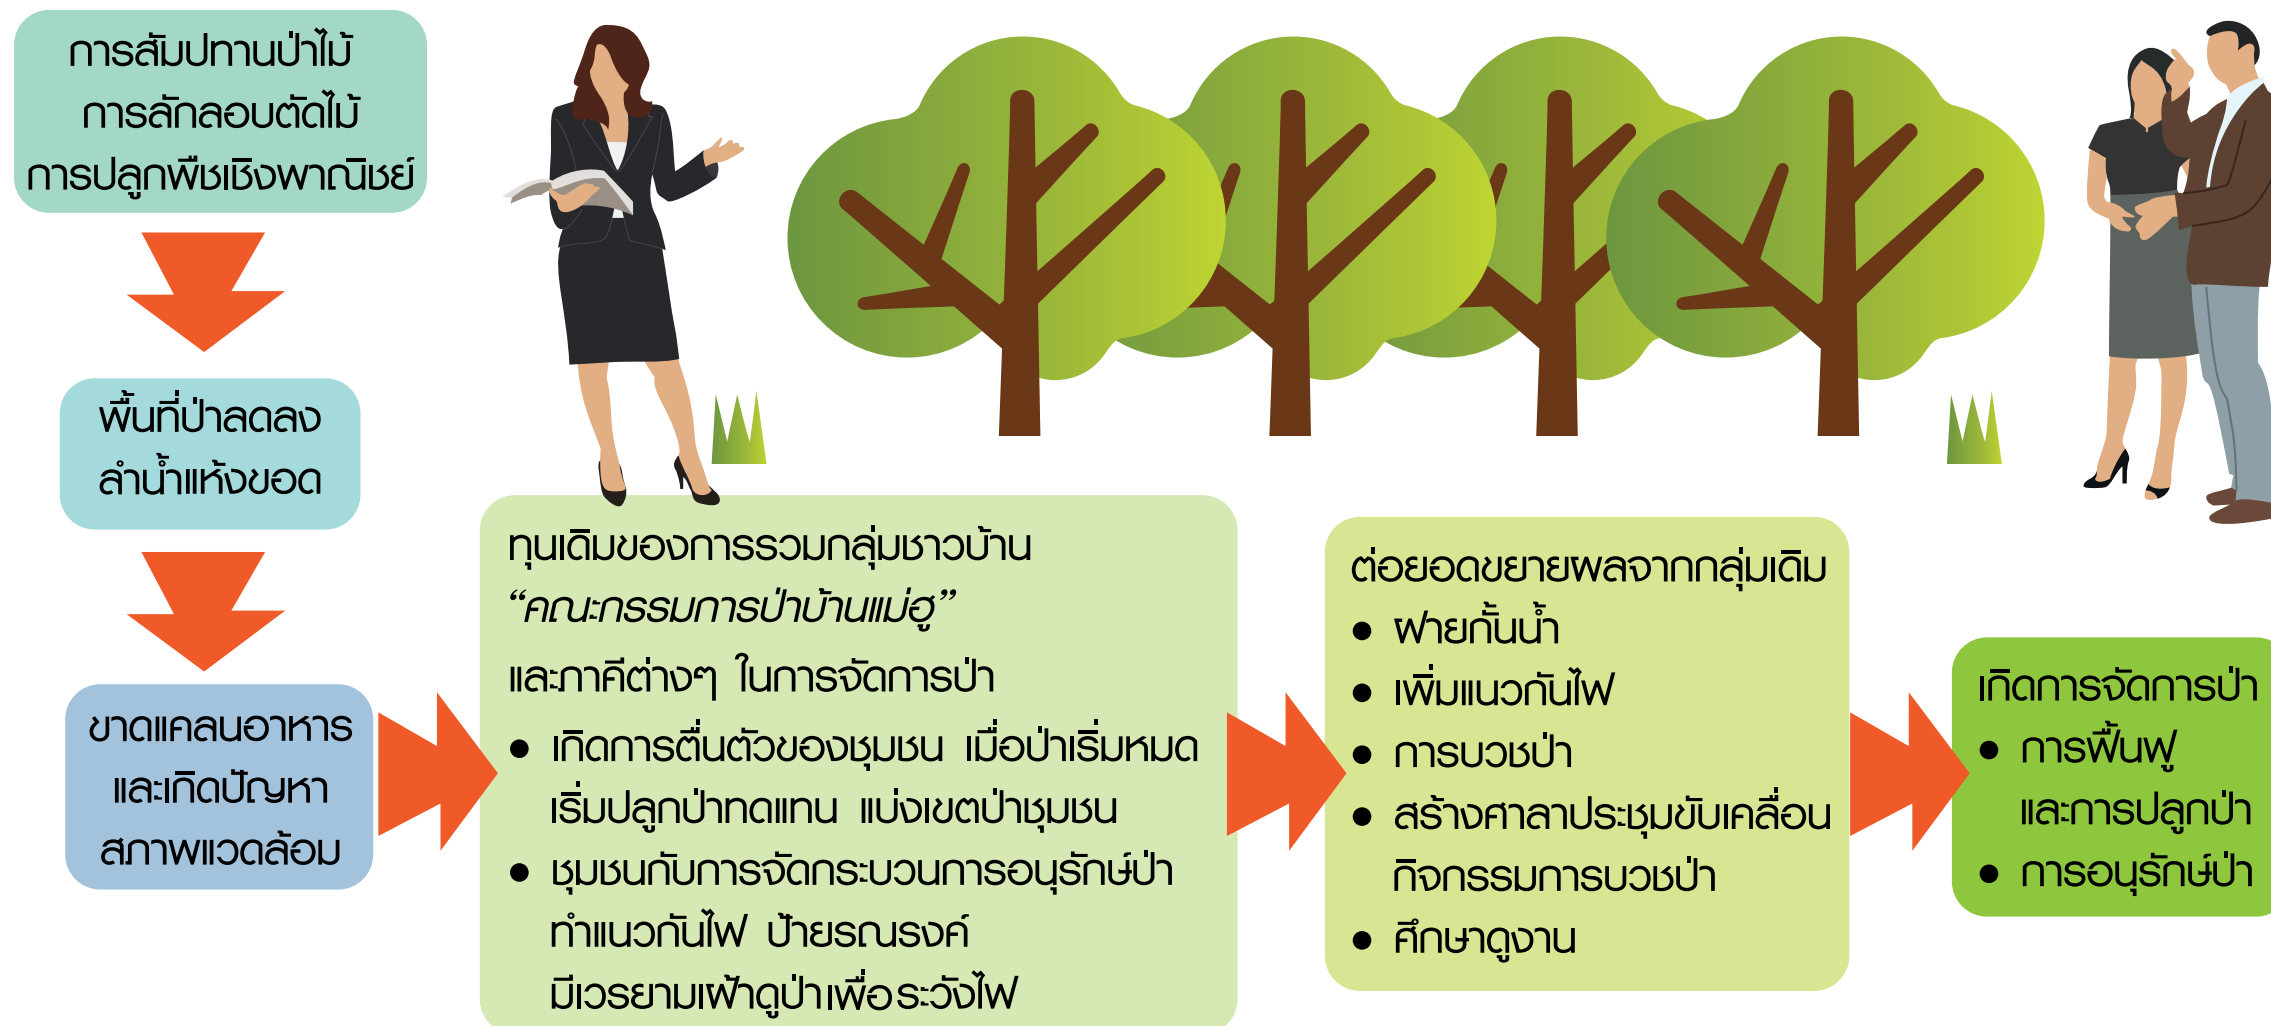 การสัมปทานป่าไม้
การลักลอบตัดไม้
การปลูกพืชเชิงพาณิชย์
พื้นที่ป่าลดลง
ลำน้ำแห้งขอด
ขาดแคลนอาหาร
และเกิดปัญหา
สภาพแวดล้อม
ทุนเดิมของการรวมกลุ่มชาวบ้าน
“คณะกรรมการป่าบ้านแม่ฮู”
และภาคีต่างๆ ในการจัดการป่า
● เกิดการตื่นตัวของชุมชน เมื่อป่าเริ่มหมด
เริ่มปลูกป่าทดแทน แบ่งเขตป่าชุมชน
● ชุมชนกับการจัดกระบวนการอนุรักษ์ป่า
ทำแนวกันไฟ ป้ายรณรงค์
มีเวรยามเฝ้าดูป่าเพื่อระวังไฟ
ต่อยอดขยายผลจากกลุ่มเดิม
● ฝายกั้นน้ำ
● เพิ่มแนวกันไฟ
● การบวชป่า
● สร้างศาลาประชุมขับเคลื่อน
กิจกรรมการบวชป่า
● ศึกษาดูงาน
เกิดการจัดการป่า
● การฟื้นฟู
และการปลูกป่า
● การอนุรักษ์ป่า